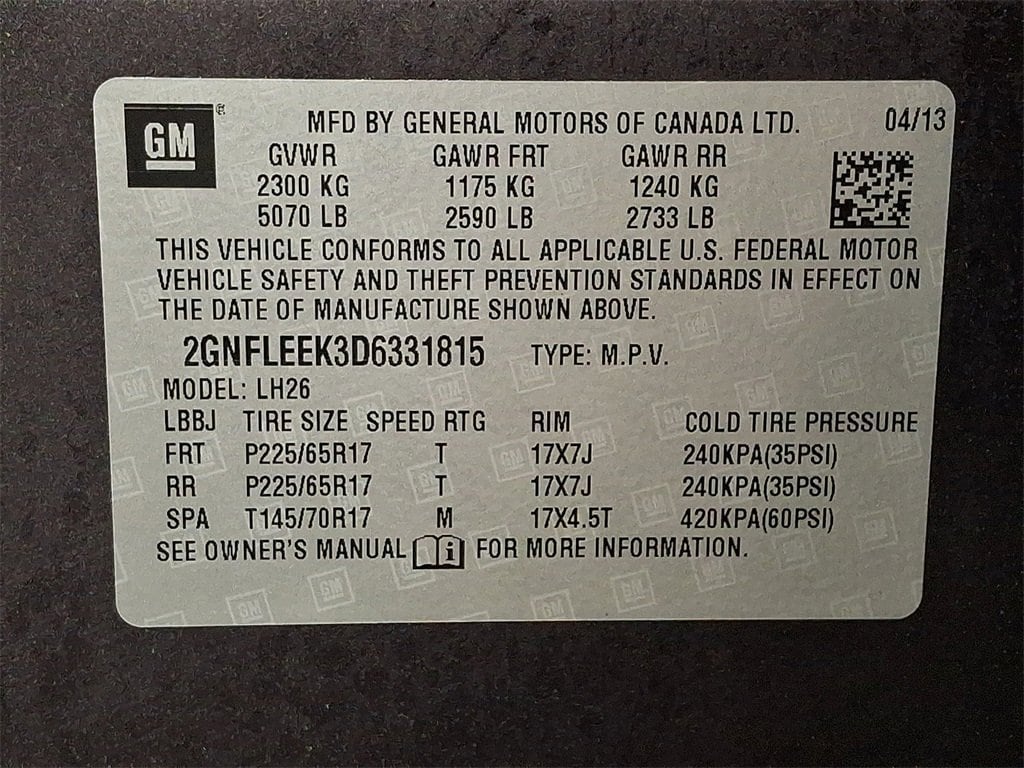 GM® MFD BY GENERAL MOTORS OF CANADA LTD. 04/13
GVWR GAWR FRT GAWR RR
2300 KG 1175 KG 1240 KG
5070 LB 2590 LB 2733 LB
THIS VEHICLE CONFORMS TO ALL APPLICABLE U.S. FEDERAL MOTOR
VEHICLE SAFETY AND THEFT PREVENTION STANDARDS IN EFFECT ON
THE DATE OF MANUFACTURE SHOWN ABOVE.
2GNFLEEK3D6331815 TYPE: M.P.V.
MODEL: LH26
LBBJ TIRE SIZE SPEED RTG RIM COLD TIRE PRESSURE
FRT P225/65R17 T 17X7J 240KPA(35PSI)
RR P225/65R17 T 17X7J 240KPA(35PSI)
SPA T145/70R17 M 17X4.5T 420KPA(60PSI)
SEE OWNER'S MANUAL i FOR MORE INFORMATION.